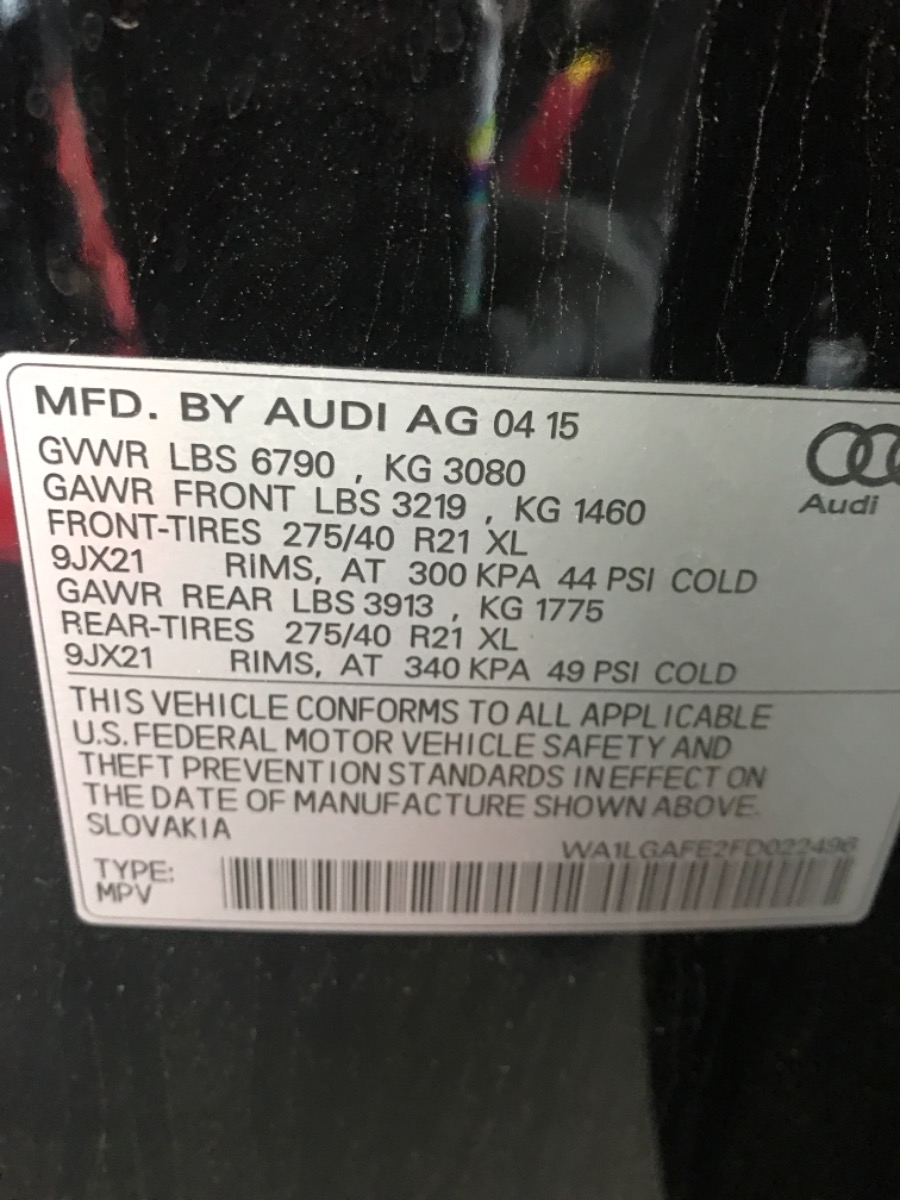 MFD. BY AUDI AG 04 15
GVWR LBS 6790 , KG 3080
GAWR FRONT LBS 3219 , KG 1460
FRONT-TIRES 275/40 R21 XL
9JX21 RIMS, AT 300 KPA 44 PSI COLD
GAWR REAR LBS 3913 , KG 1775
REAR-TIRES 275/40 R21 XL
9JX21 RIMS, AT 340 KPA 49 PSI COLD
Audi
THIS VEHICLE CONFORMS TO ALL APPLICABLE
U.S. FEDERAL MOTOR VEHICLE SAFETY AND
THEFT PREVENTION STANDARDS IN EFFECT ON
THE DATE OF MANUFACTURE SHOWN ABOVE.
SLOVAKIA
WA1LGAFE2FD022496
TYPE:
MPV